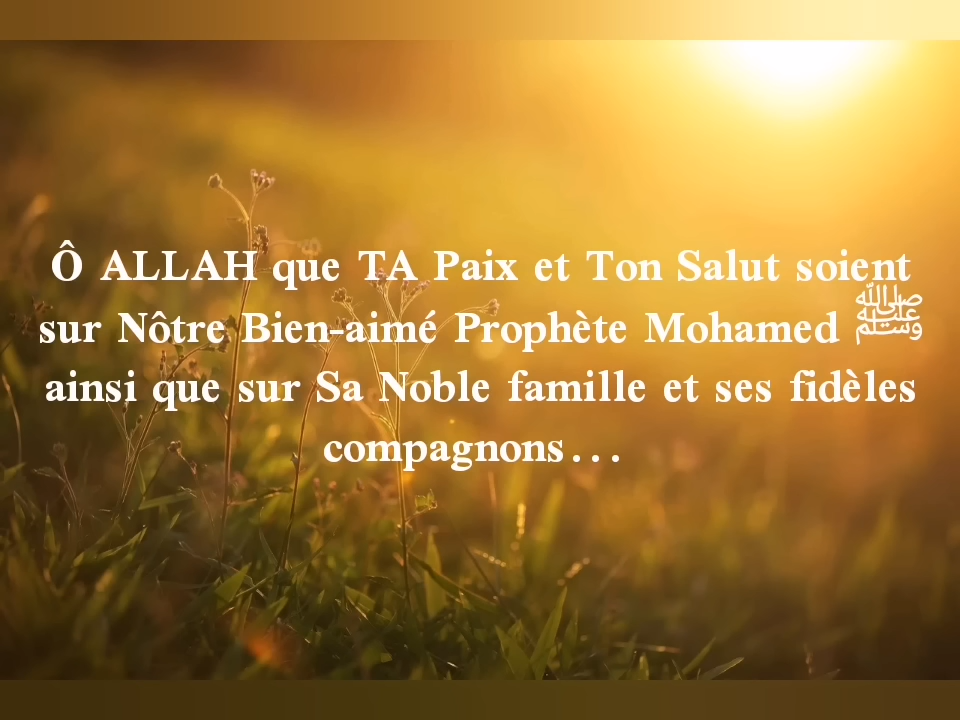 Ô ALLAH que TA Paix et Ton Salut soient
sur Nôtre Bien-aimé Prophète Mohamed ﷺ
ainsi que sur Sa Noble famille et ses fidèles
compagnons…